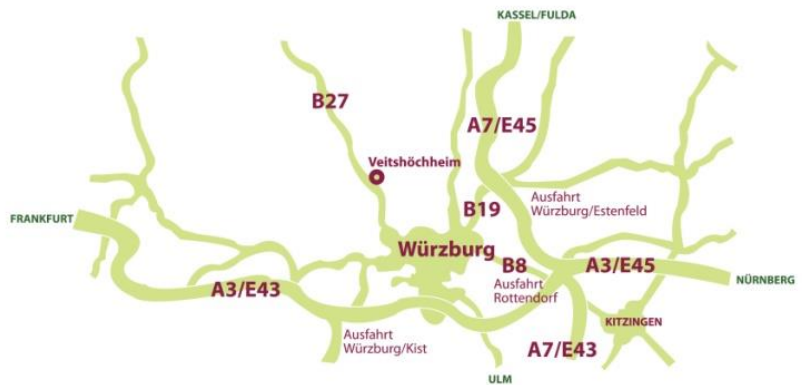 KASSEL/FULDA
B27
A7/E45
Veitshöchheim
Ausfahrt
Würzburg/Estenfeld
B19
FRANKFURT
Würzburg
B8
A3/E45
Ausfahrt
Rottendorf
NÜRNBERG
A3/E43
KITZINGEN
Ausfahrt
Würzburg/Kist
A7/E43
ULM